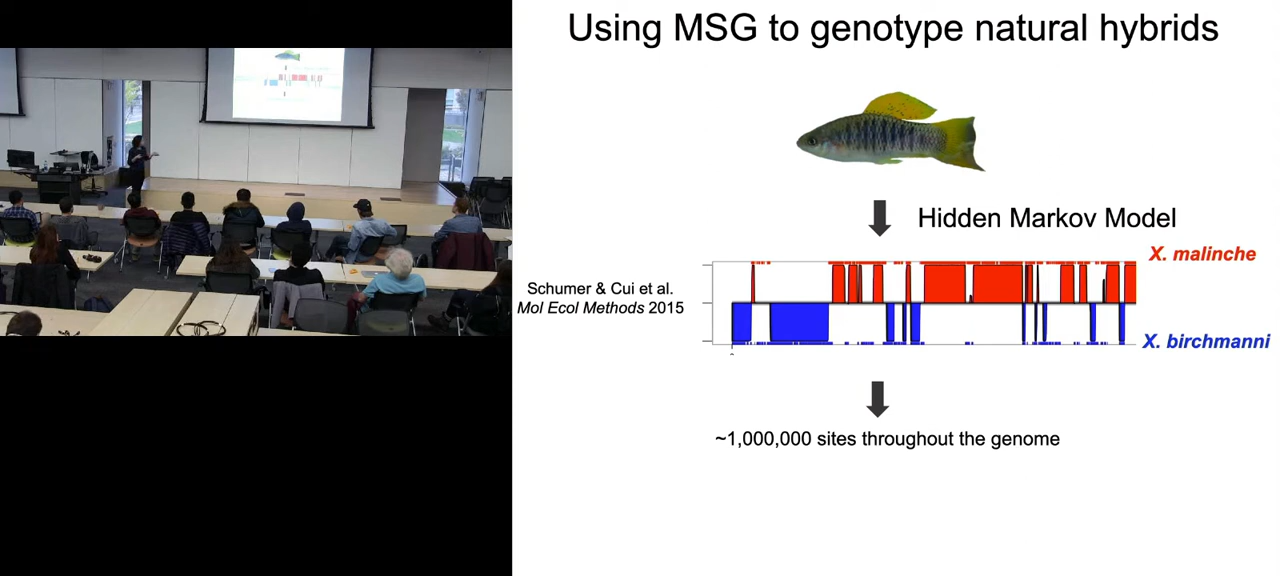 Using MSG to genotype natural hybrids
Hidden Markov Model
X. malinche
Schumer & Cui et al.
Mol Ecol Methods 2015
X. birchmanni
~1,000,000 sites throughout the genome